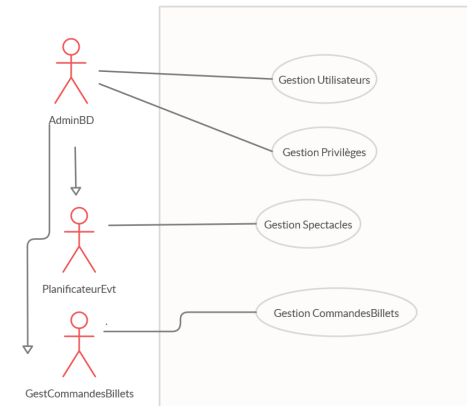 Gestion Utilisateurs
AdminBD
Gestion Privilèges
Gestion Spectacles
PlanificateurEvt
Gestion CommandesBillets
GestCommandesBillets